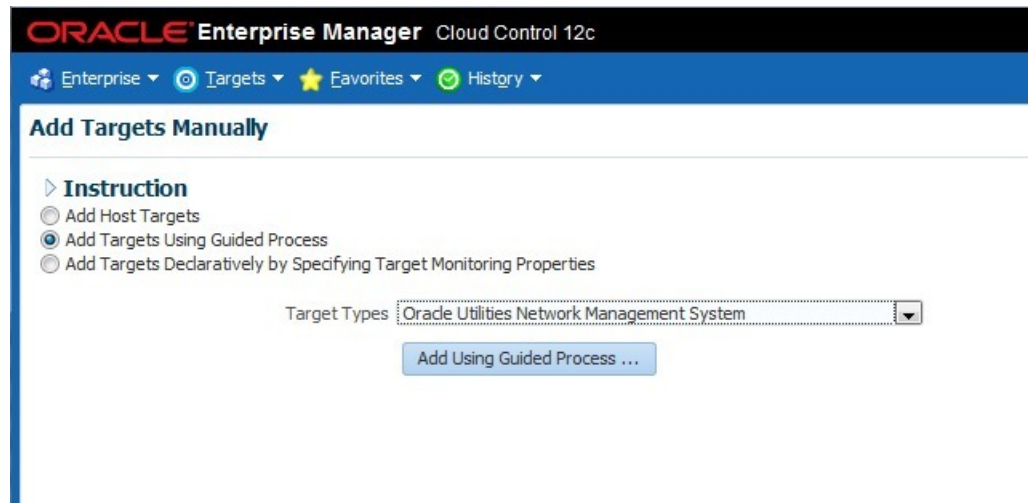 ORACLE Enterprise Manager Cloud Control 12c
Enterprise Targets Favorites History
Add Targets Manually
Instruction
Add Host Targets
Add Targets Using Guided Process
Add Targets Declaratively by Specifying Target Monitoring Properties
Target Types Oracle Utilities Network Management System
Add Using Guided Process ...